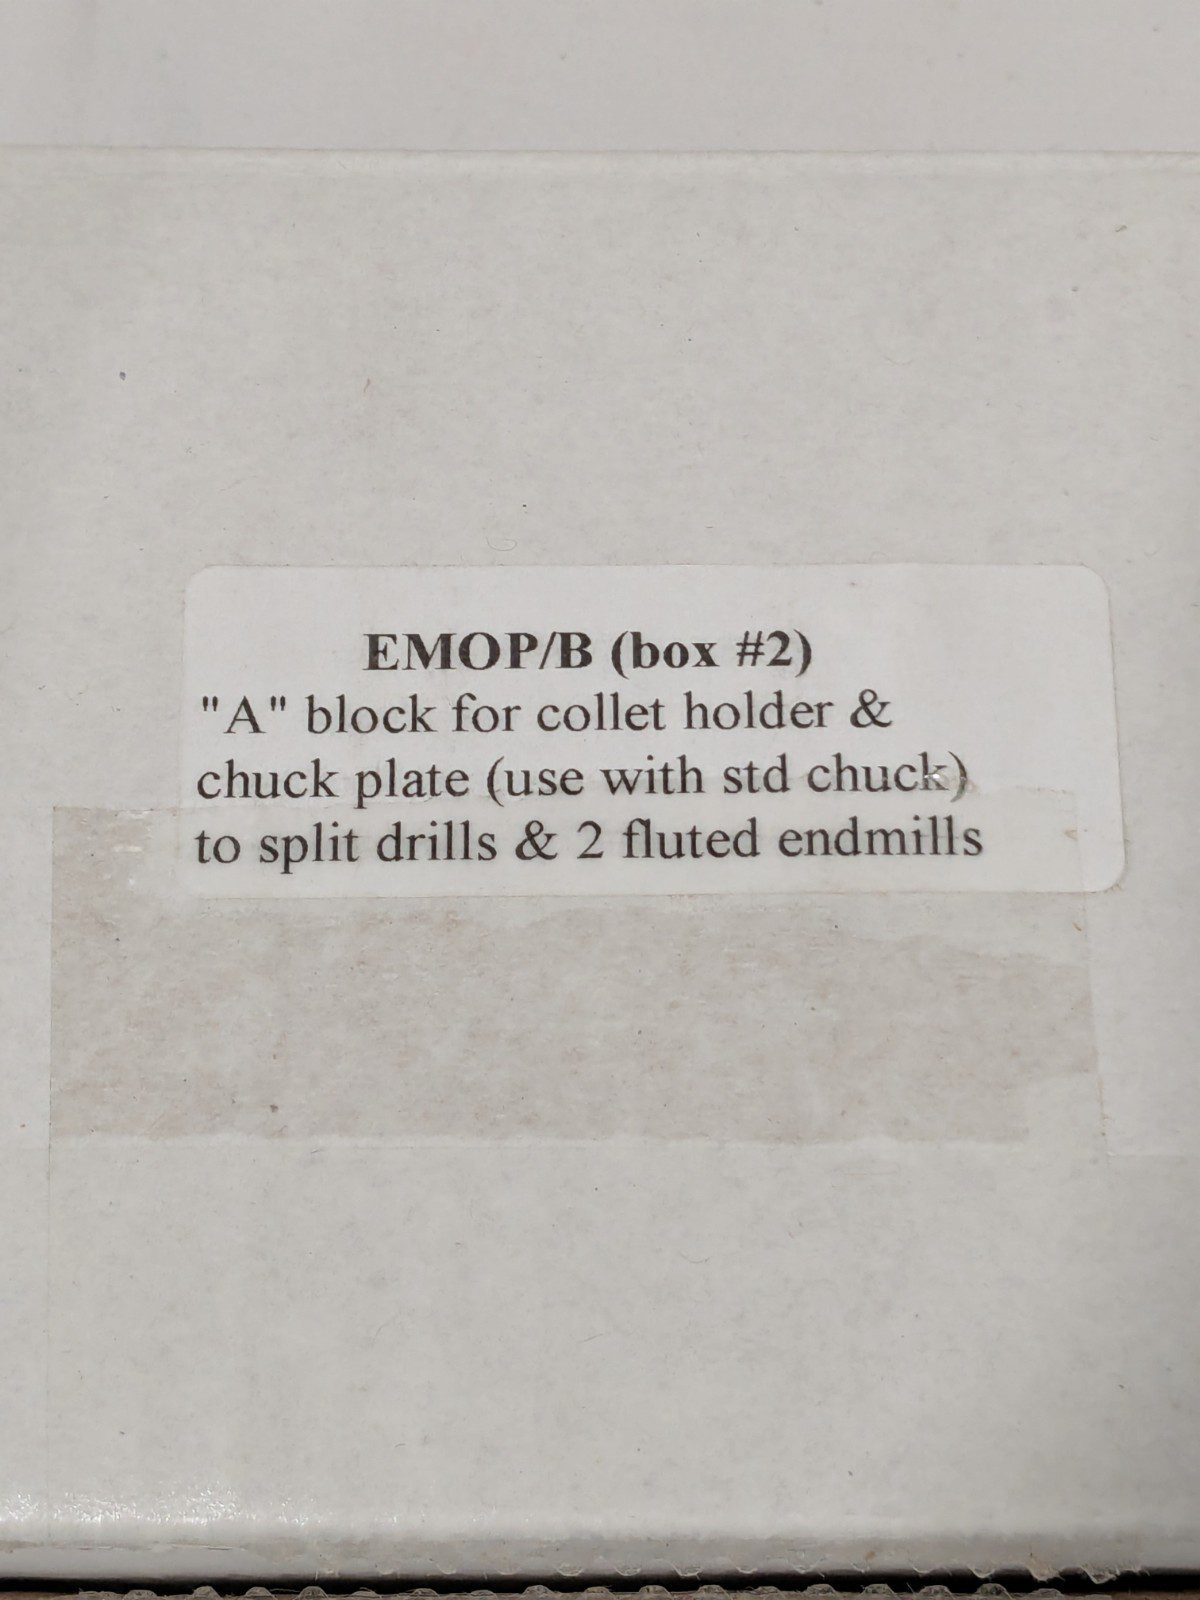 EMOP/B (box #2)
"A" block for collet holder &
chuck plate (use with std chuck)
to split drills & 2 fluted endmills